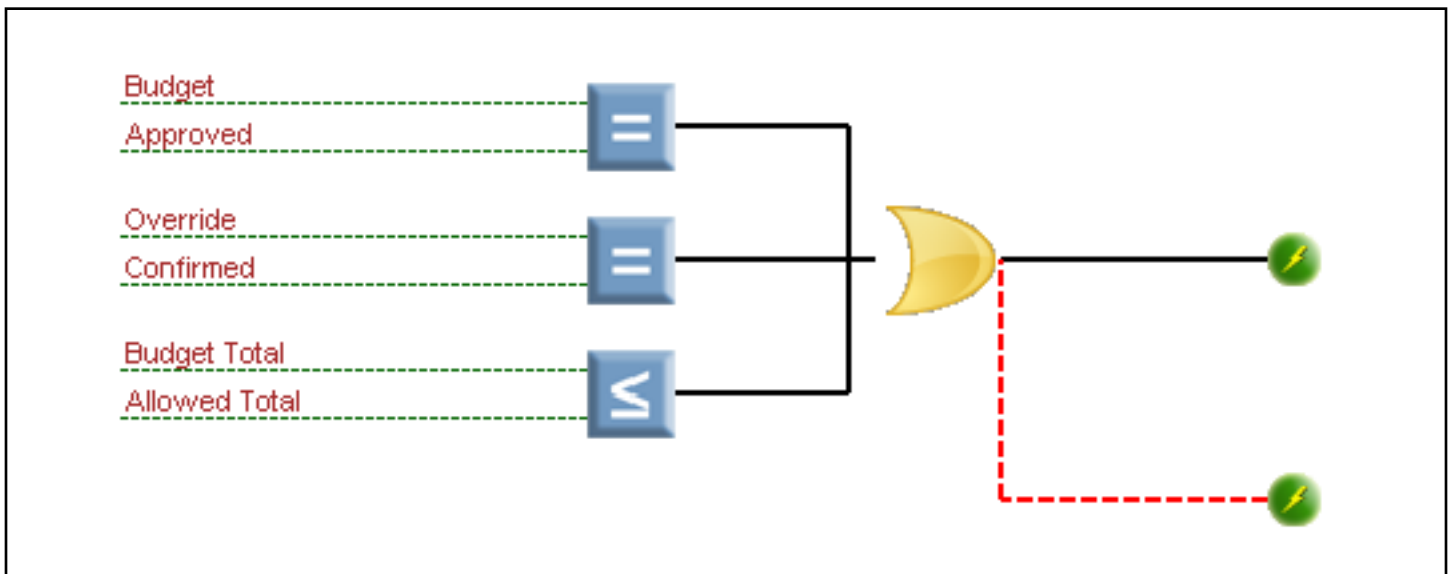 Budget
Approved
=
Override
Confirmed
=
Budget Total
Allowed Total
≤